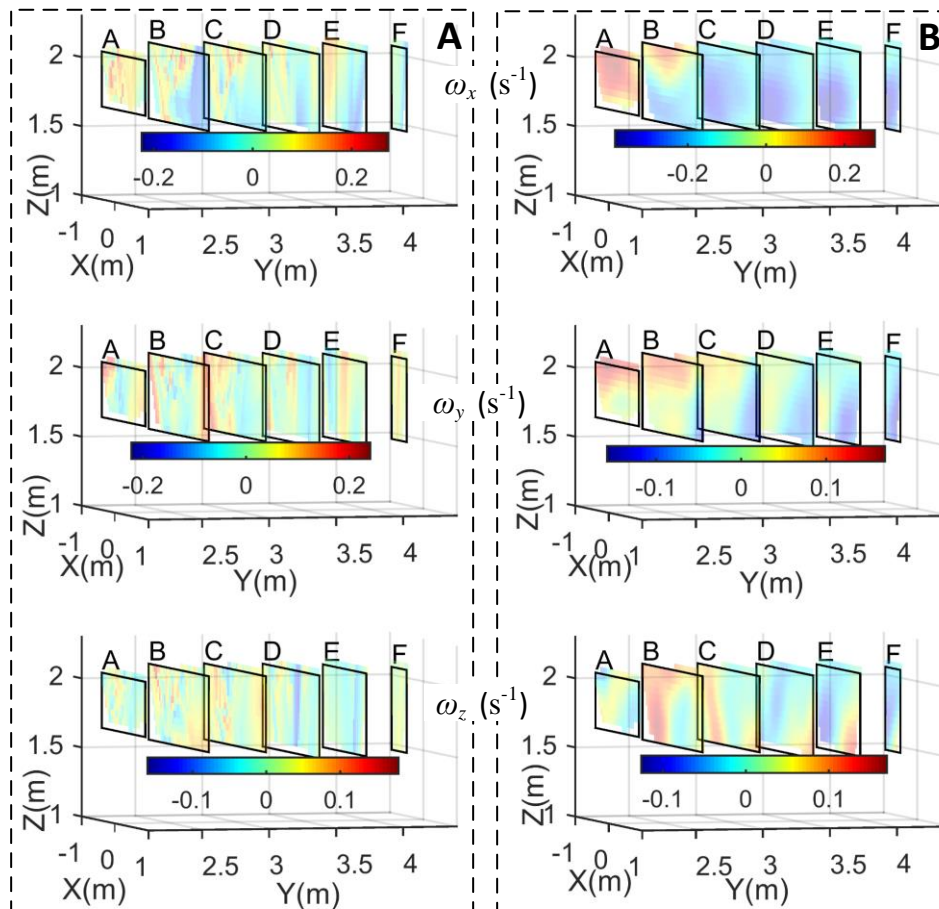 A
B
A B C D E F
A B C D E F
ωx (s-1)
2
1.5
1
Z(m)
-0.2 0 0.2
-0.2 0 0.2
-1 0 1
X(m)
2.5 3 3.5 4
Y(m)
2
1.5
1
Z(m)
-1 0 1
X(m)
2.5 3 3.5 4
Y(m)
A B C D E F
A B C D E F
ωy (s-1)
2
1.5
1
Z(m)
-0.2 0 0.2
-0.1 0 0.1
-1 0 1
X(m)
2.5 3 3.5 4
Y(m)
2
1.5
1
Z(m)
-1 0 1
X(m)
2.5 3 3.5 4
Y(m)
A B C D E F
A B C D E F
ωz (s-1)
2
1.5
1
Z(m)
-0.1 0 0.1
-0.1 0 0.1
-1 0 1
X(m)
2.5 3 3.5 4
Y(m)
2
1.5
1
Z(m)
-1 0 1
X(m)
2.5 3 3.5 4
Y(m)